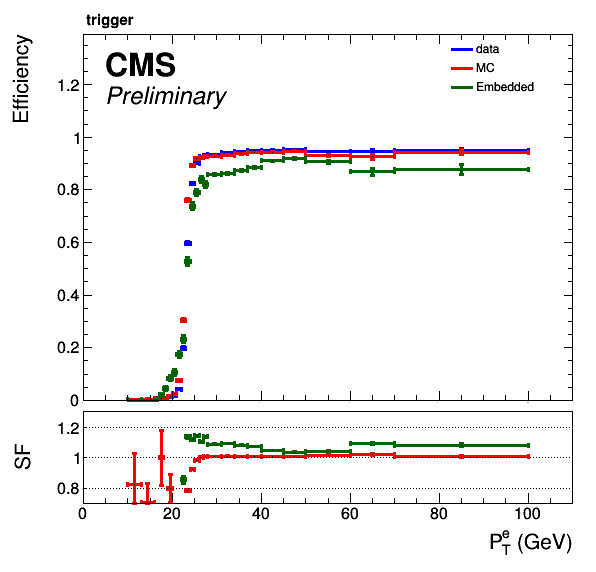 trigger
CMS
Preliminary
data
MC
Embedded
Efficiency
1.2
1
0.8
0.6
0.4
0.2
0
SF
1.2
1
0.8
0 20 40 60 80 100
P_T^e (GeV)